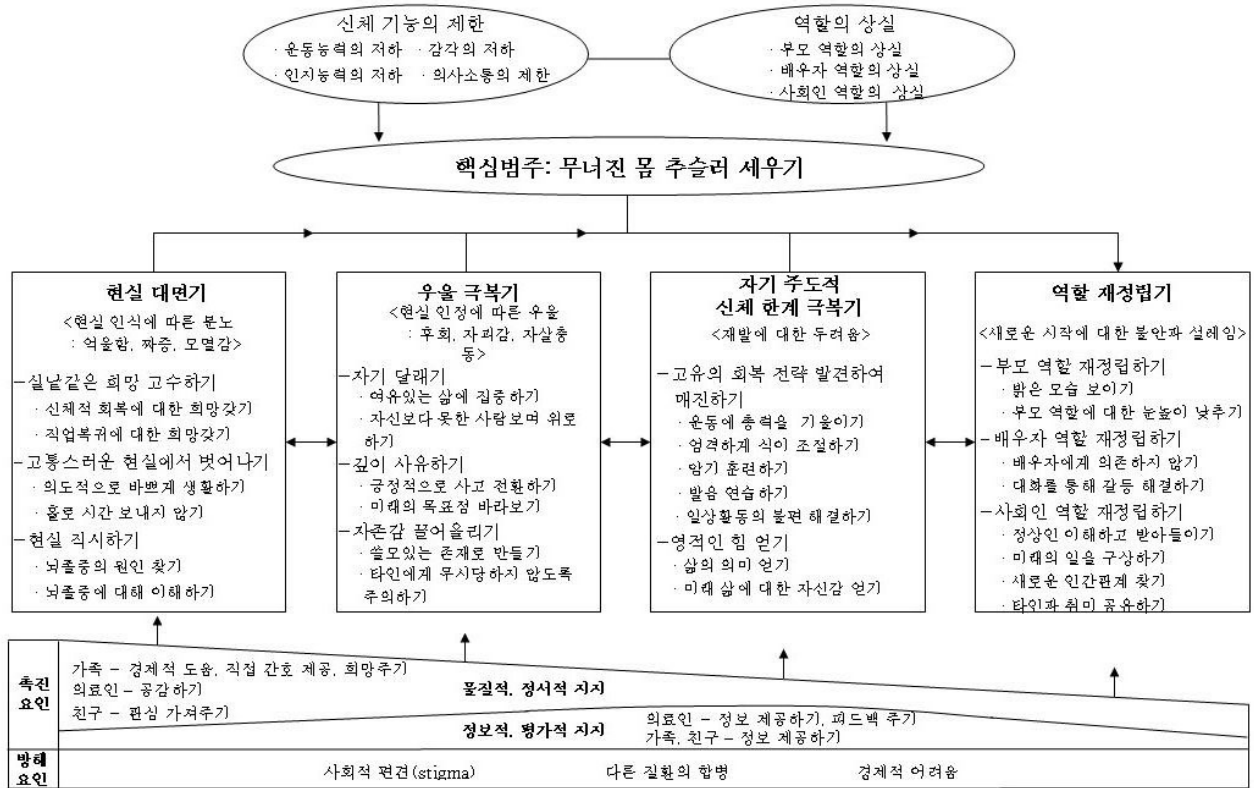 신체 기능의 제한
· 운동능력의 저하 · 감각의 저하
· 인지능력의 저하 · 의사소통의 제한
역할의 상실
· 부모 역할의 상실
· 배우자 역할의 상실
· 사회인 역할의 상실
핵심범주: 무너진 몸 추슬러 세우기
현실 대면기
<현실 인식에 따른 분노
: 억울함, 짜증, 모멸감>
–실낱같은 희망 고수하기
· 신체적 회복에 대한 희망갖기
· 직업복귀에 대한 희망갖기
–고통스러운 현실에서 벗어나기
· 의도적으로 바쁘게 생활하기
· 홀로 시간 보내지 않기
–현실 직시하기
· 뇌졸중의 원인 찾기
· 뇌졸중에 대해 이해하기
우울 극복기
<현실 인정에 따른 우울
: 후회, 자괴감, 자살충
동>
–자기 달래기
· 여유있는 삶에 집중하기
· 자신보다 못한 사람보며 위로
하기
–깊이 사유하기
· 긍정적으로 사고 전환하기
· 미래의 목표점 바라보기
–자존감 끌어올리기
· 쓸모있는 존재로 만들기
· 타인에게 무시당하지 않도록
주의하기
자기 주도적
신체 한계 극복기
<재발에 대한 두려움>
–고유의 회복 전략 발견하여
매진하기
· 운동에 총력을 기울이기
· 엄격하게 식이 조절하기
· 암기 훈련하기
· 발음 연습하기
· 일상활동의 불편 해결하기
–영적인 힘 얻기
· 삶의 의미 얻기
· 미래 삶에 대한 자신감 얻기
역할 재정립기
<새로운 시작에 대한 불안과 설레임>
–부모 역할 재정립하기
· 밝은 모습 보이기
· 부모 역할에 대한 눈높이 낮추기
–배우자 역할 재정립하기
· 배우자에게 의존하지 않기
· 대화를 통해 갈등 해결하기
–사회인 역할 재정립하기
· 정상인 이해하고 받아들이기
· 미래의 일을 구상하기
· 새로운 인간관계 찾기
· 타인과 취미 공유하기
촉진
요인
가족 – 경제적 도움, 직접 간호 제공, 희망주기
의료인 – 공감하기
친구 – 관심 가져주기
물질적, 정서적 지지
정보적, 평가적 지지
의료인 – 정보 제공하기, 피드백 주기
가족, 친구 – 정보 제공하기
방해
요인
사회적 편견(stigma) 다른 질환의 합병 경제적 어려움